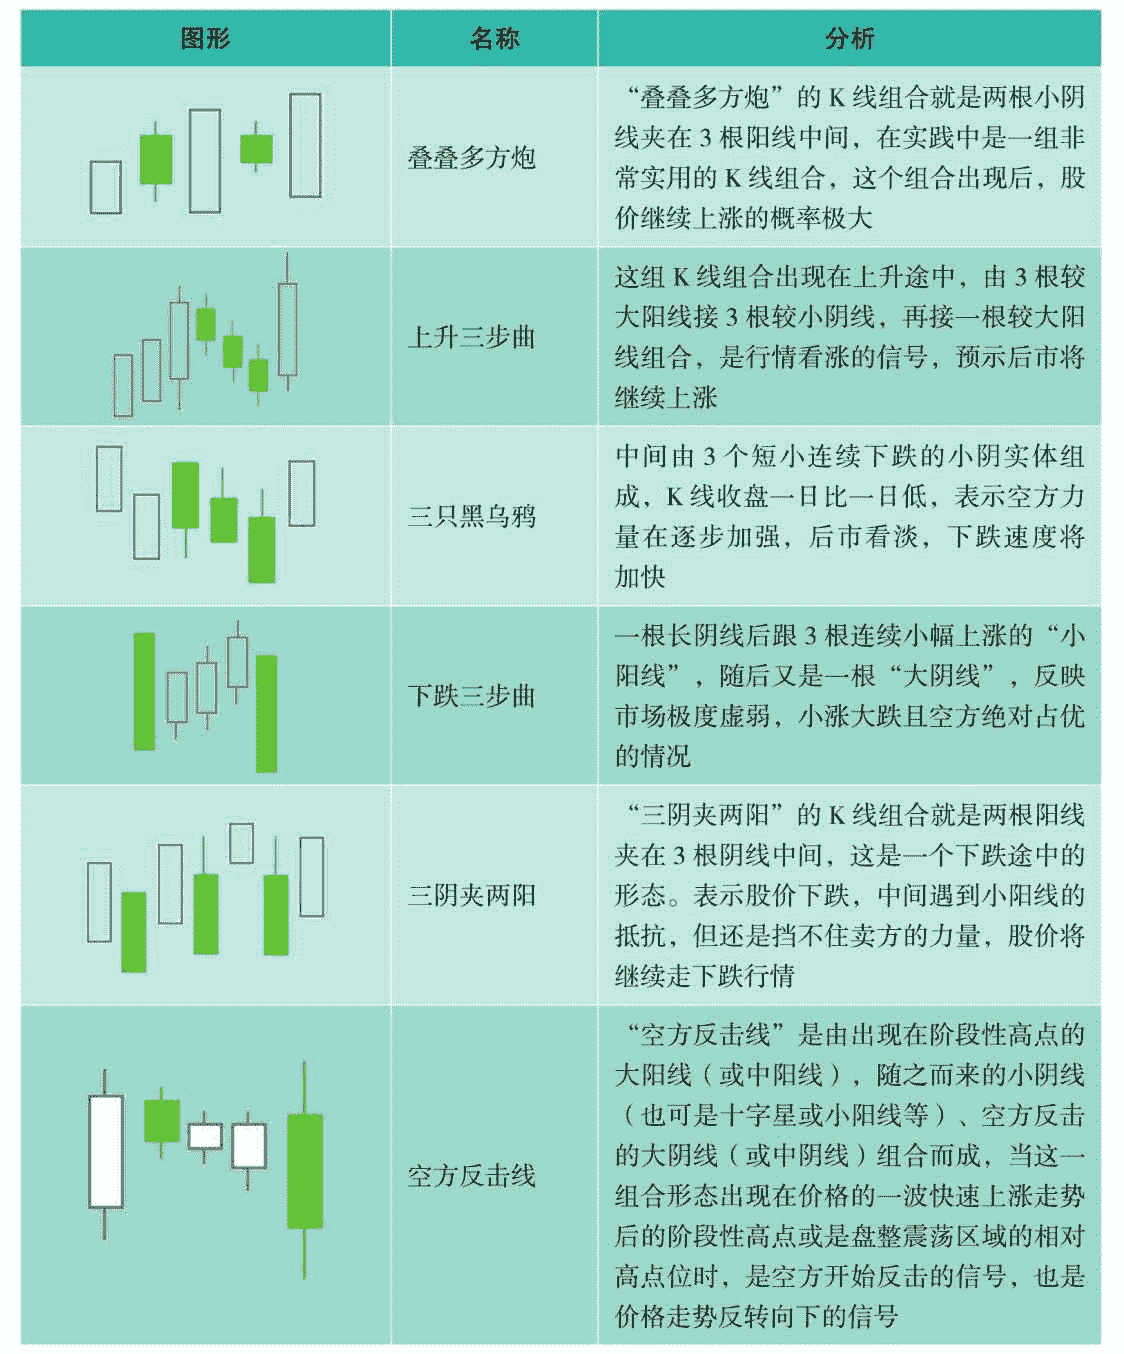 图形 名称 分析
叠叠多方炮
“叠叠多方炮”的 K 线组合就是两根小阴
线夹在 3 根阳线中间，在实践中是一组非
常实用的 K 线组合，这个组合出现后，股
价继续上涨的概率极大
上升三步曲
这组 K 线组合出现在上升途中，由 3 根较
大阳线接 3 根较小阴线，再接一根较大阳
线组合，是行情看涨的信号，预示后市将
继续上涨
三只黑乌鸦
中间由 3 个短小连续下跌的小阴实体组
成，K 线收盘一日比一日低，表示空方力
量在逐步加强，后市看淡，下跌速度将
加快
下跌三步曲
一根长阴线后跟 3 根连续小幅上涨的“小
阳线”，随后又是一根“大阴线”，反映
市场极度虚弱，小涨大跌且空方绝对占优
的情况
三阴夹两阳
“三阴夹两阳”的 K 线组合就是两根阳线
夹在 3 根阴线中间，这是一个下跌途中的
形态。表示股价下跌，中间遇到小阳线的
抵抗，但还是挡不住卖方的力量，股价将
继续走下跌行情
空方反击线
“空方反击线”是由出现在阶段性高点的
大阳线（或中阳线），随之而来的小阴线
（也可是十字星或小阳线等）、空方反击
的大阴线（或中阴线）组合而成，当这一
组合形态出现在价格的一波快速上涨走势
后的阶段性高点或是盘整震荡区域的相对
高点位时，是空方开始反击的信号，也是
价格走势反转向下的信号